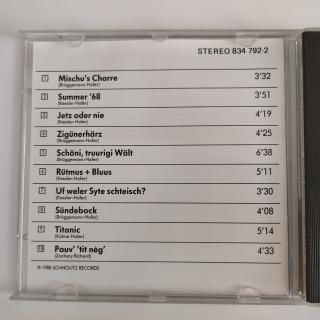 STEREO 834 792-2
1 Mischu's Charre 3'32
(Brüggemann-Hofer)
2 Summer '68 3'51
(Kessler-Hofer)
3 Jetz oder nie 4'19
(Kessler-Hofer)
4 Zigünerhärz 4'25
(Brüggemann-Hofer)
5 Schöni, truurigi Wält 6'38
(Brüggemann-Hofer)
6 Rütmus + Bluus 5'11
(Kessler-Hofer)
7 Uf weler Syte schteisch? 3'30
(Kessler-Hofer)
8 Sündebock 4'08
(Brüggemann-Hofer)
9 Titanic 5'14
(Kühne-Hofer)
10 Pauv' 'tit nèg' 4'33
(Zachary Richard)
℗ 1988 SCHNOUTZ RECORDS